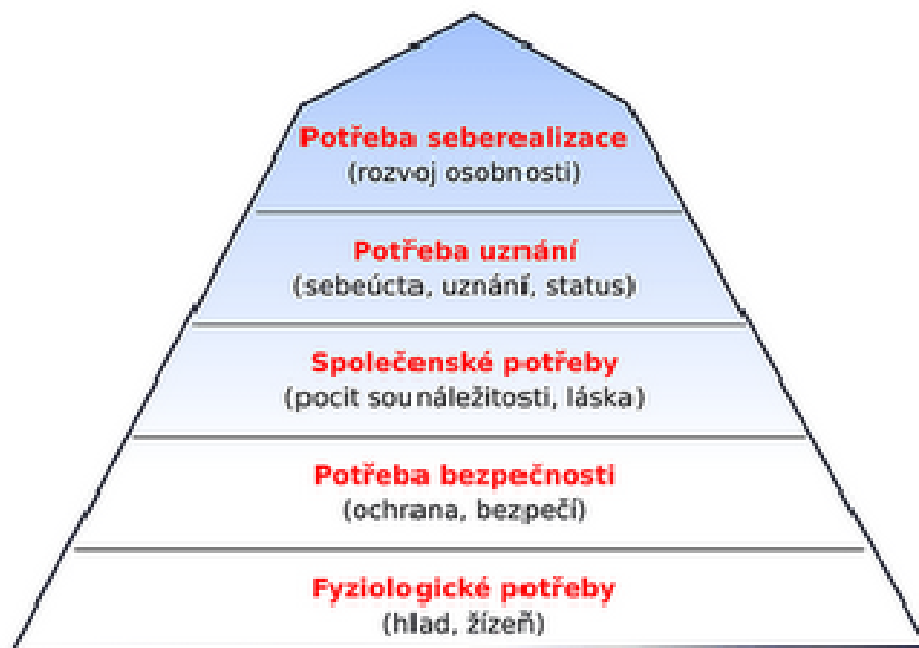 Potřeba seberealizace
(rozvoj osobnosti)
Potřeba uznání
(sebeúcta, uznání, status)
Společenské potřeby
(pocit sounáležitosti, láska)
Potřeba bezpečnosti
(ochrana, bezpečí)
Fyziologické potřeby
(hlad, žízeň)